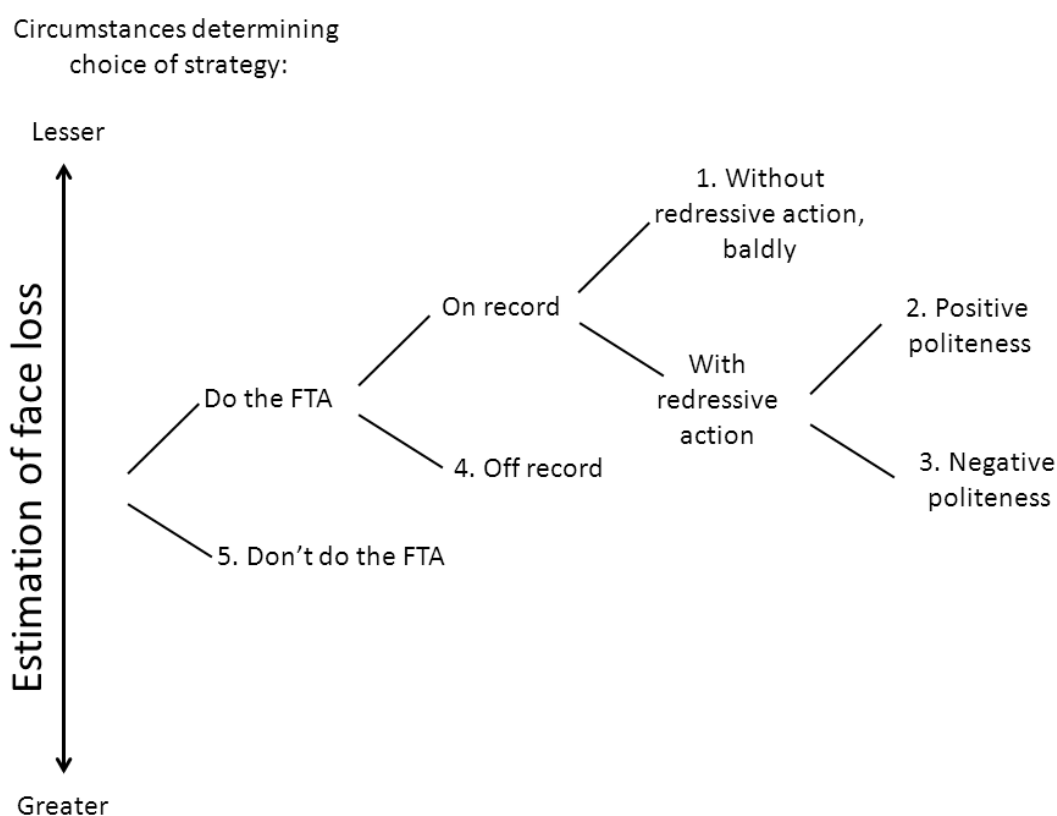 Circumstances determining
choice of strategy:
Lesser
Estimation of face loss
Greater
1. Without
redressive action,
baldly
On record
2. Positive
politeness
With
redressive
action
Do the FTA
4. Off record
3. Negative
politeness
5. Don’t do the FTA